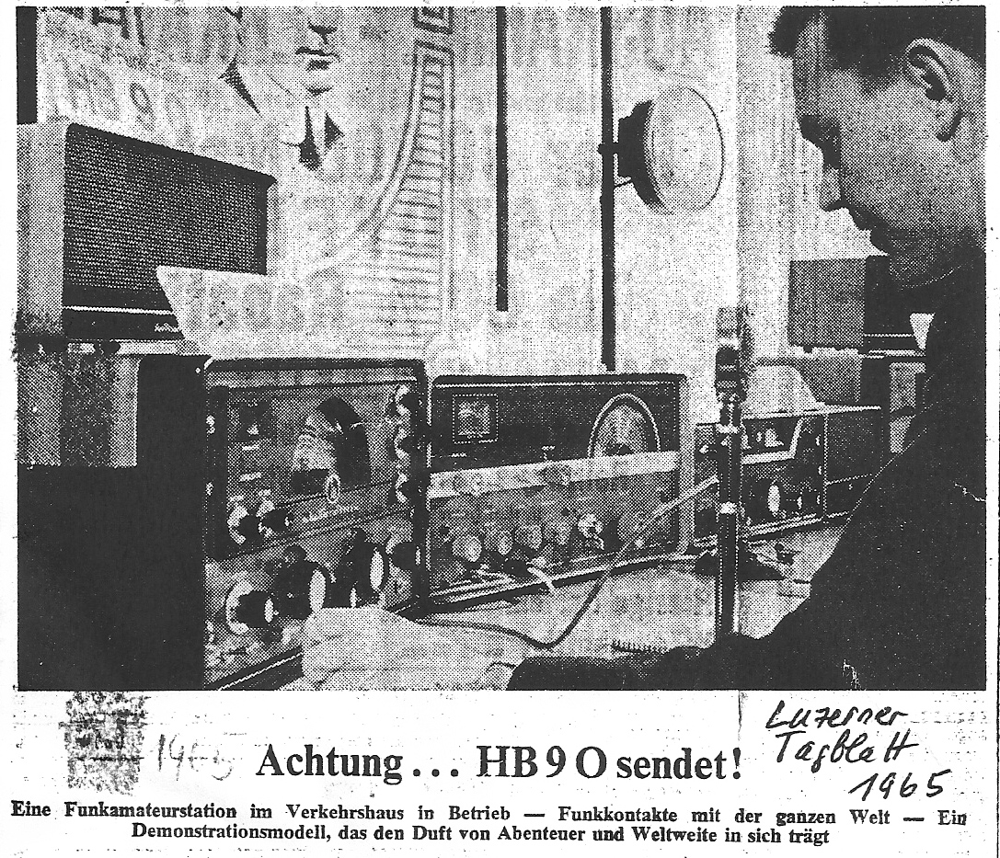 1965
Achtung... HB 9 O sendet!
Luzerner
Tagblatt
1965
Eine Funkamateurstation im Verkehrshaus in Betrieb — Funkkontakte mit der ganzen Welt — Ein
Demonstrationsmodell, das den Duft von Abenteuer und Weltweite in sich trägt